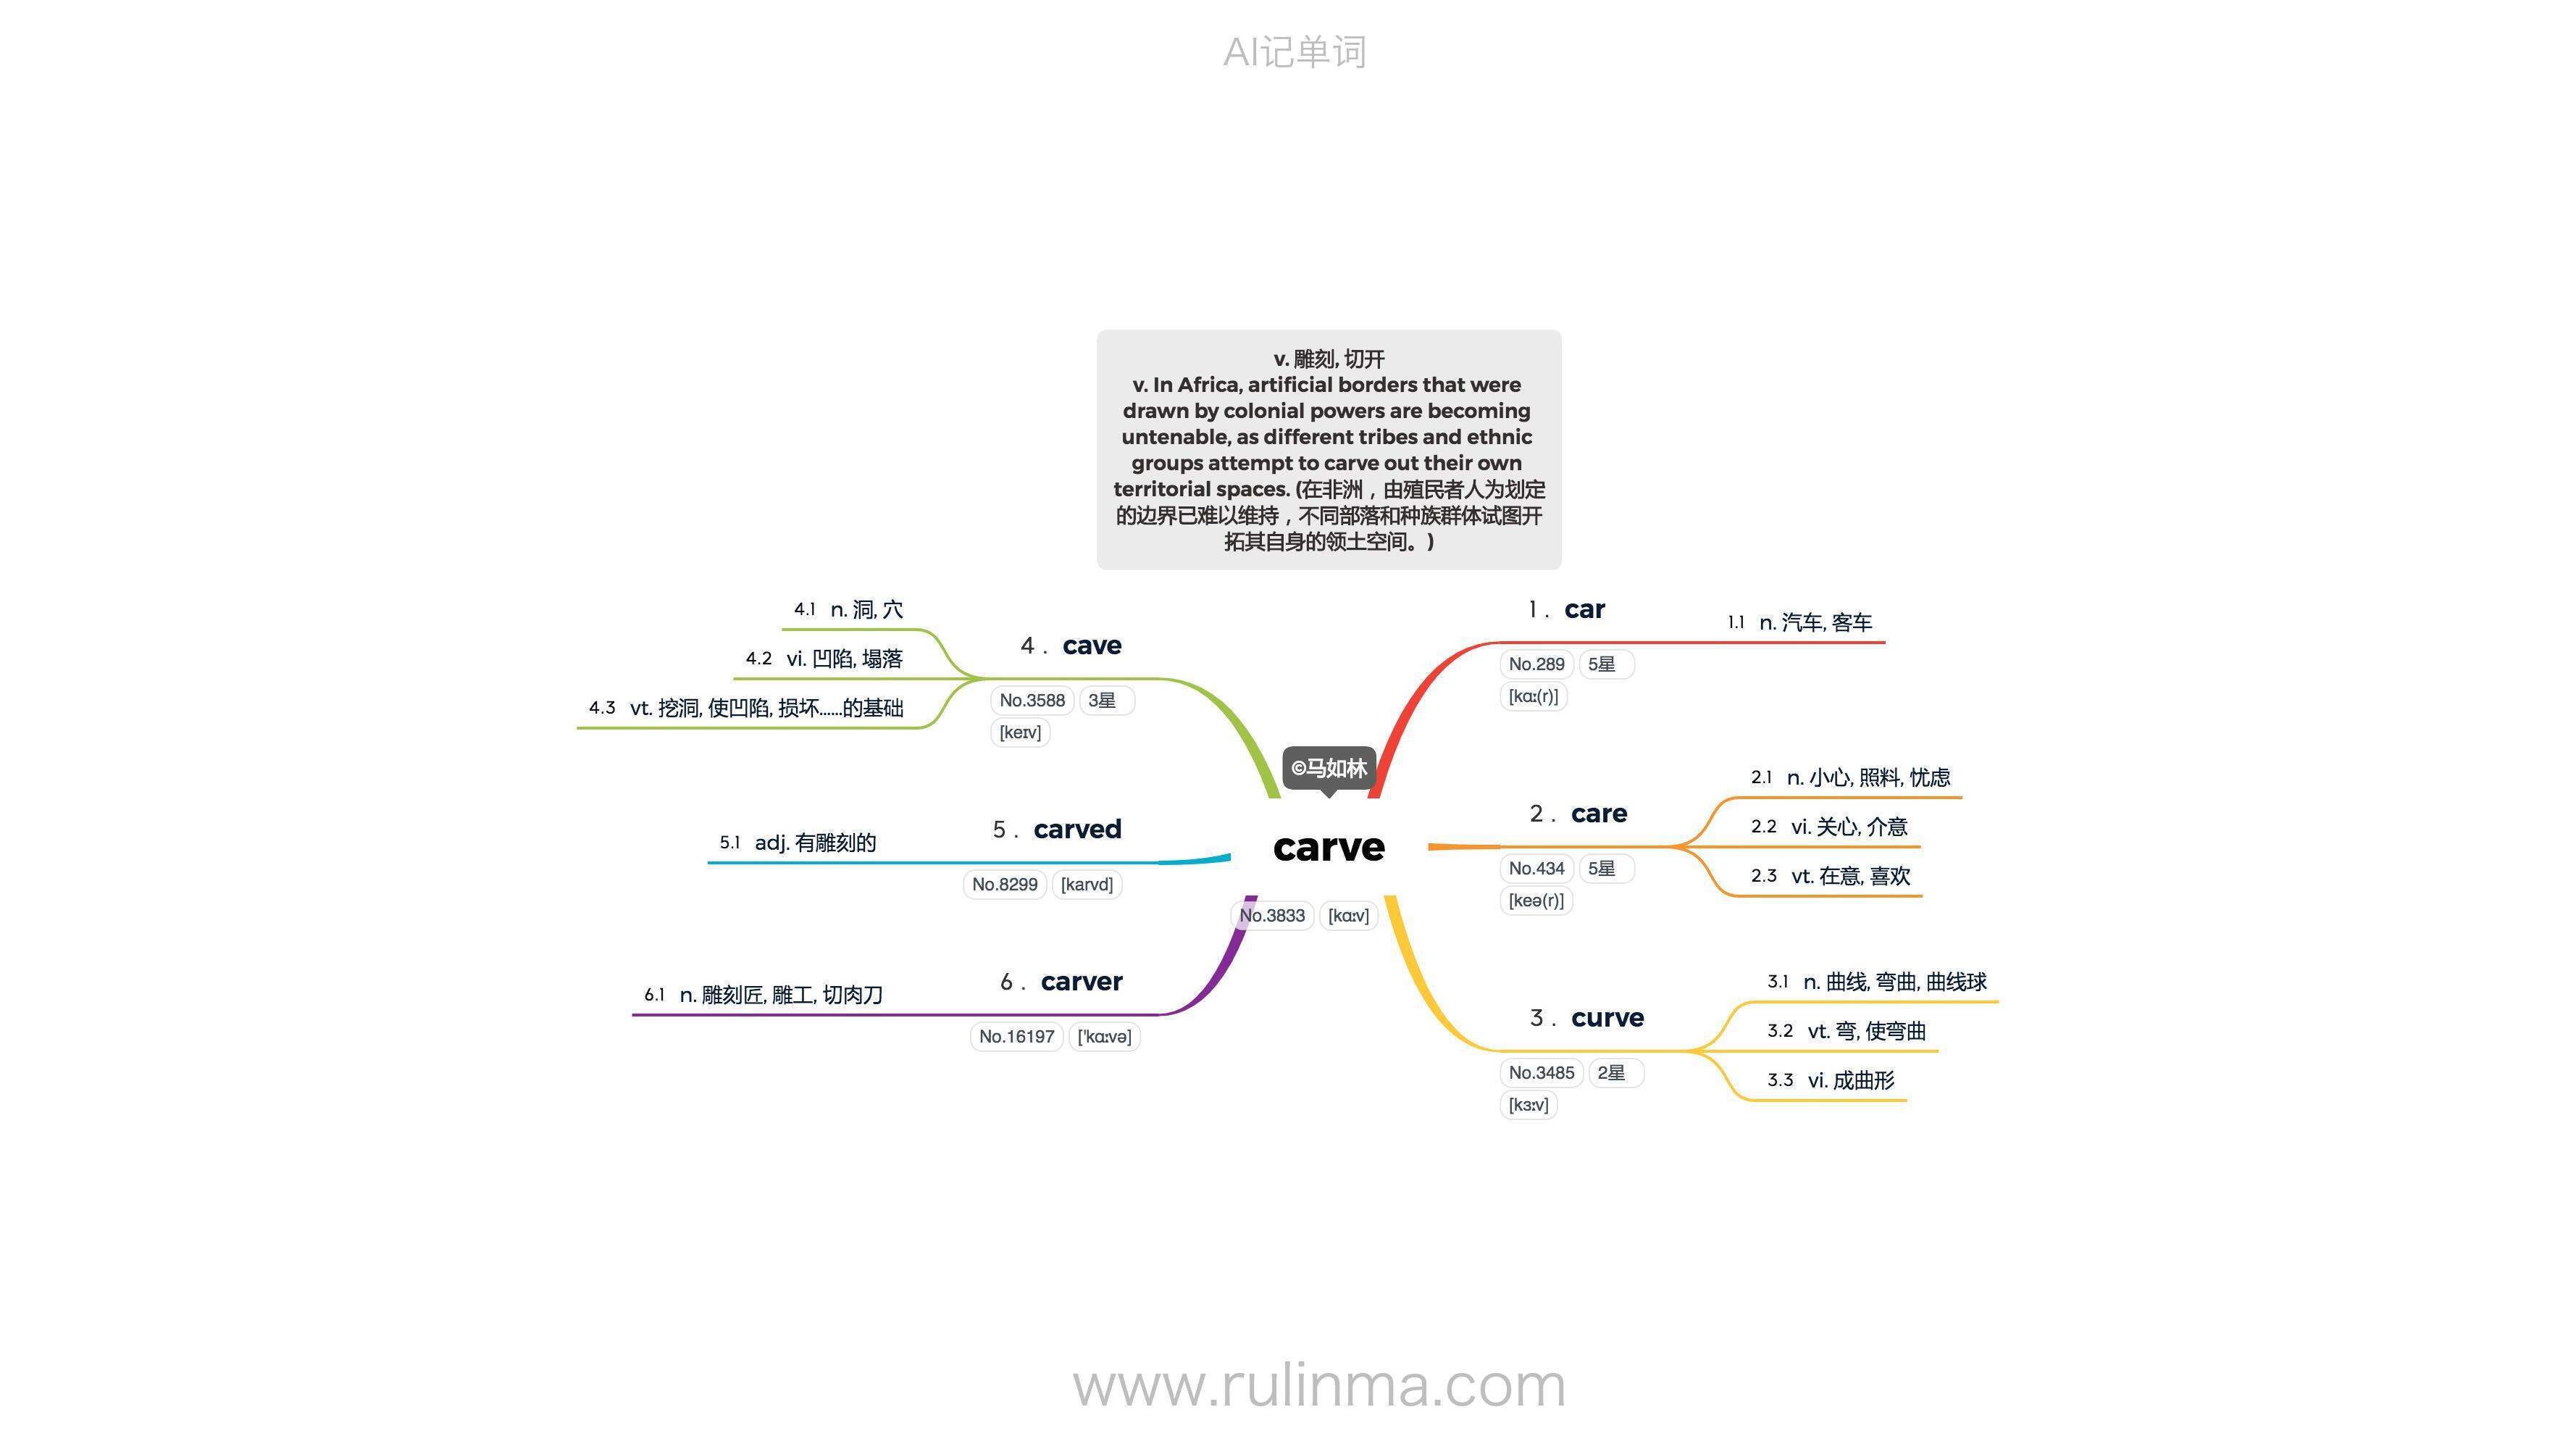 AI记单词
v. 雕刻, 切开
v. In Africa, artificial borders that were
drawn by colonial powers are becoming
untenable, as different tribes and ethnic
groups attempt to carve out their own
territorial spaces. (在非洲，由殖民者人为划定
的边界已难以维持，不同部落和种族群体试图开
拓其自身的领土空间。)
©马如林
carve
No.3833 [kɑːv]
1 . car
No.289 5星
[kɑː(r)]
1.1 n. 汽车, 客车
2 . care
No.434 5星
[keə(r)]
2.1 n. 小心, 照料, 忧虑
2.2 vi. 关心, 介意
2.3 vt. 在意, 喜欢
3 . curve
No.3485 2星
[kɜːv]
3.1 n. 曲线, 弯曲, 曲线球
3.2 vt. 弯, 使弯曲
3.3 vi. 成曲形
4 . cave
No.3588 3星
[keɪv]
4.1 n. 洞, 穴
4.2 vi. 凹陷, 塌落
4.3 vt. 挖洞, 使凹陷, 损坏......的基础
5 . carved
No.8299 [karvd]
5.1 adj. 有雕刻的
6 . carver
No.16197 ['kɑːvə]
6.1 n. 雕刻匠, 雕工, 切肉刀
www.rulinma.com